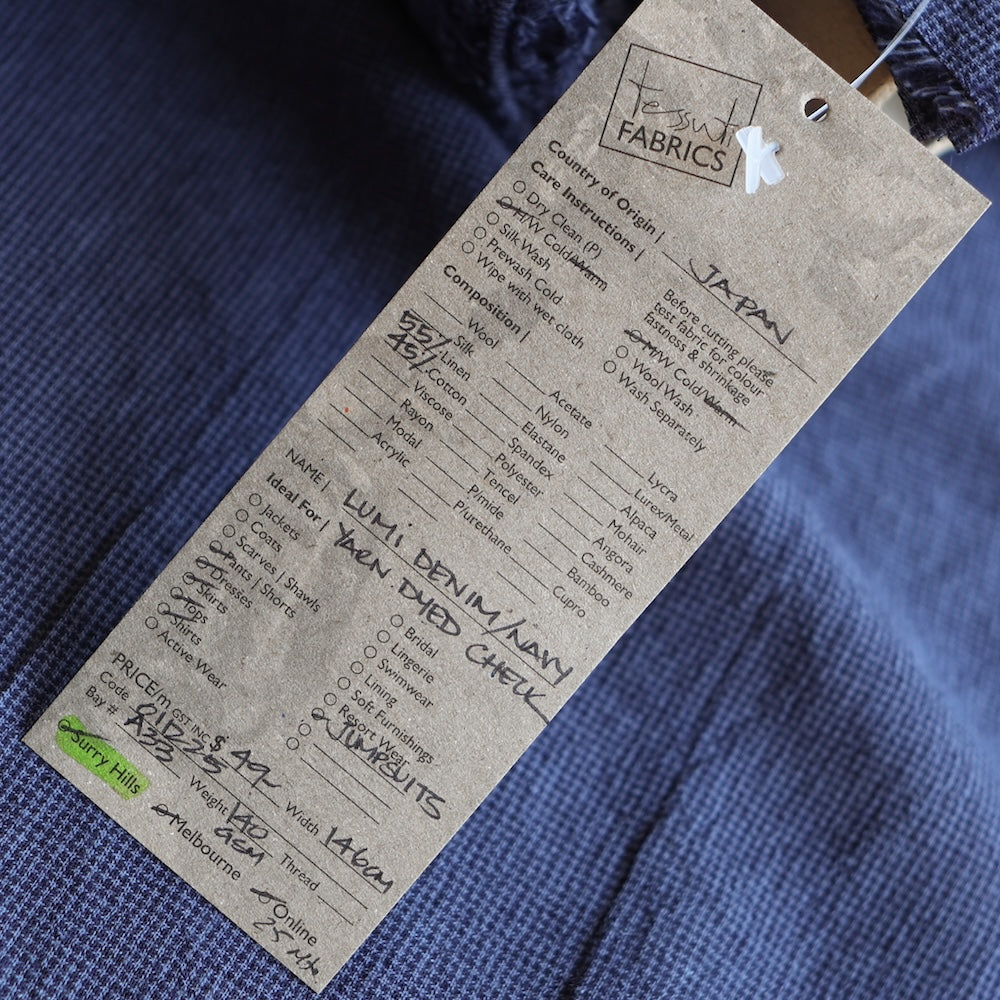 tessuti
FABRICS
Country of Origin | JAPAN
Care Instructions |
Before cutting please
test fabric for colour
fastness & shrinkage
Dry Clean (P)
H/W Cold/Warm
Silk Wash
Prewash Cold
Wipe with wet cloth
M/W Cold/Warm
Wool Wash
Wash Separately
Composition |
Wool
Silk
55% Linen
45% Cotton
Viscose
Rayon
Modal
Acrylic
Acetate
Nylon
Elastane
Spandex
Polyester
Tencel
P/mide
P/urethane
Lycra
Lurex/Metal
Alpaca
Mohair
Angora
Cashmere
Bamboo
Cupro
NAME | LUMI DENIM/NAVY
YARN DYED CHECK
Ideal For |
Jackets
Coats
Scarves | Shawls
Pants | Shorts
Dresses
Skirts
Tops
Shirts
Active Wear
Bridal
Lingerie
Swimwear
Lining
Soft Furnishings
Resort Wear
JUMPSUITS
PRICE/m GST INC $ 49~
Code
Bay # A33
Weight 140
GSM
Width 146cm
Thread
Surry Hills
Melbourne
Online